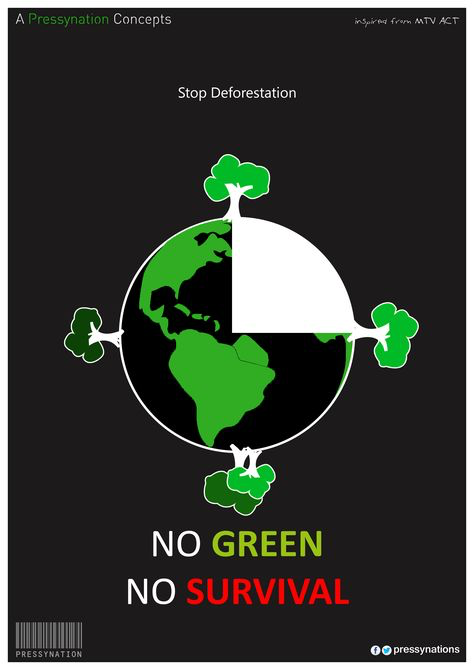 A Pressynation Concepts
inspired from MTV ACT
Stop Deforestation
NO GREEN
NO SURVIVAL
PRESSYNATION
pressynations